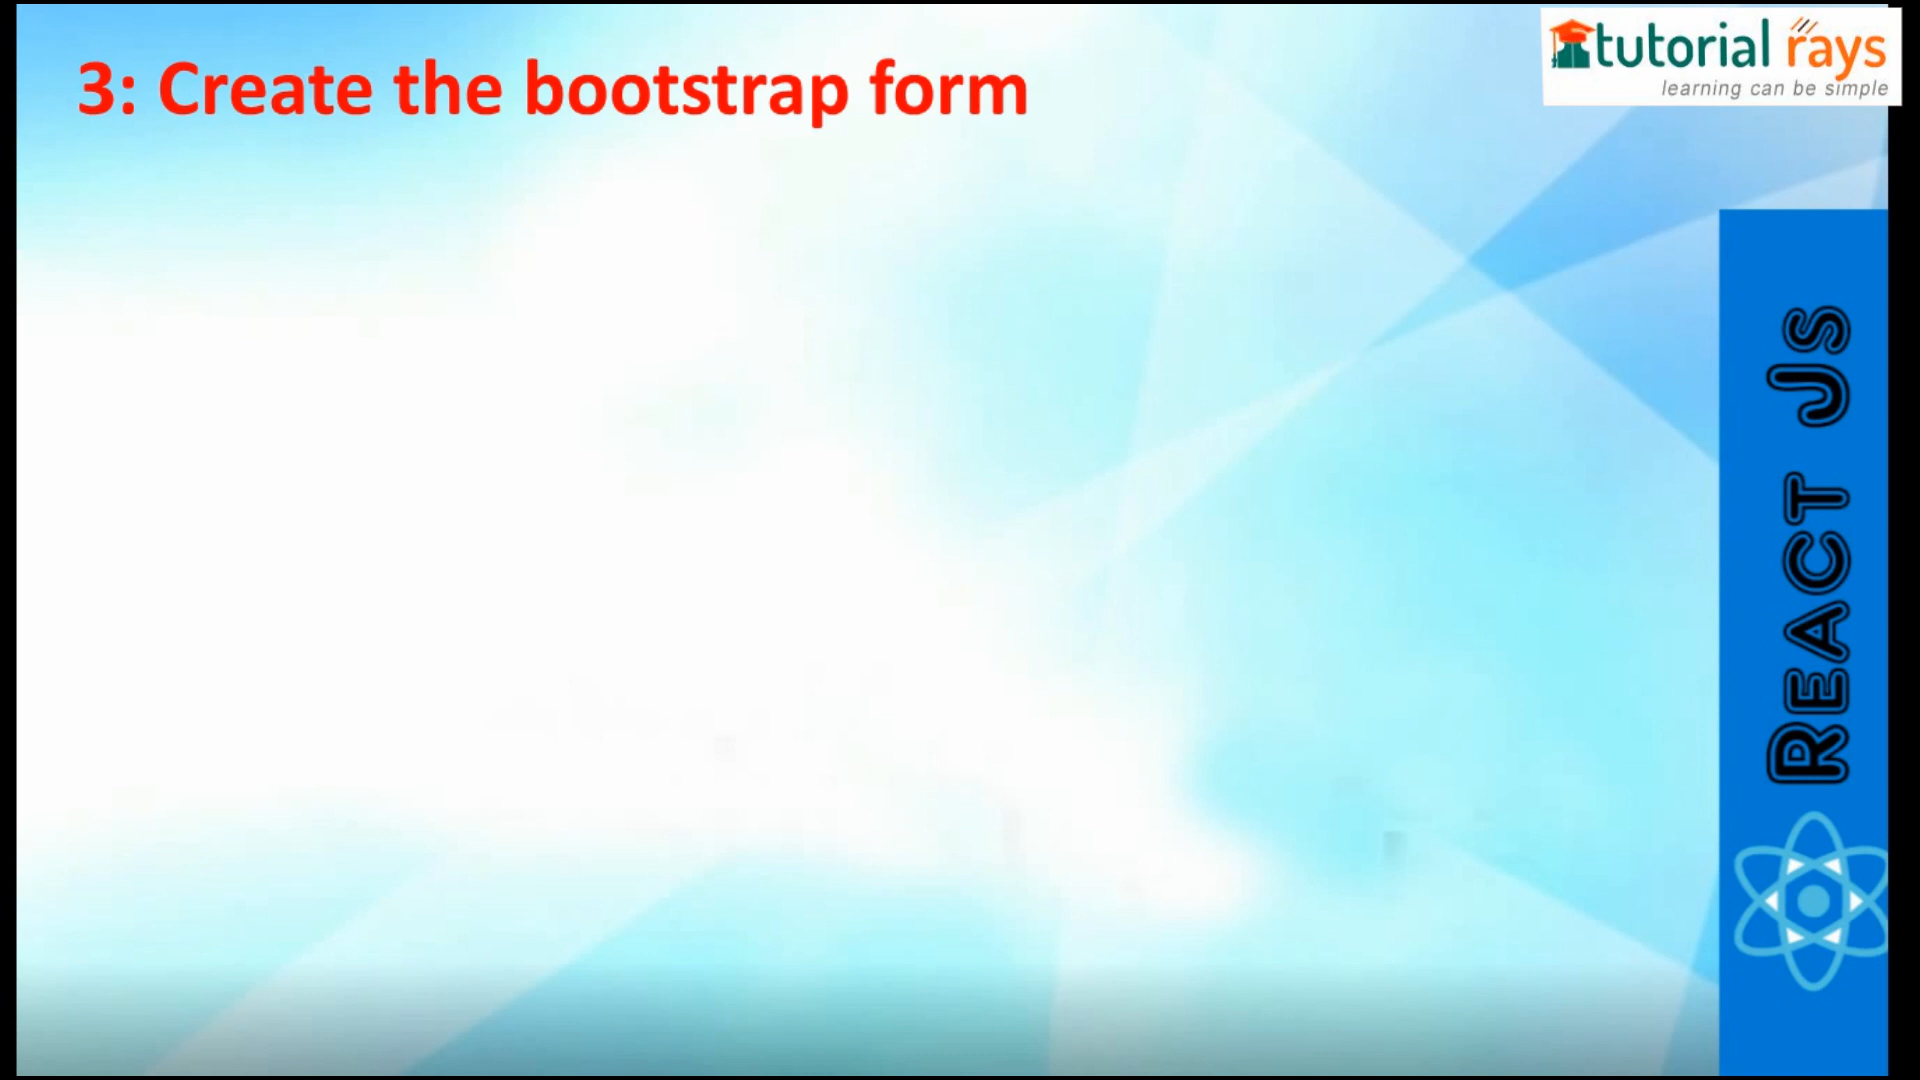 3: Create the bootstrap form
tutorial rays
learning can be simple
REACT JS